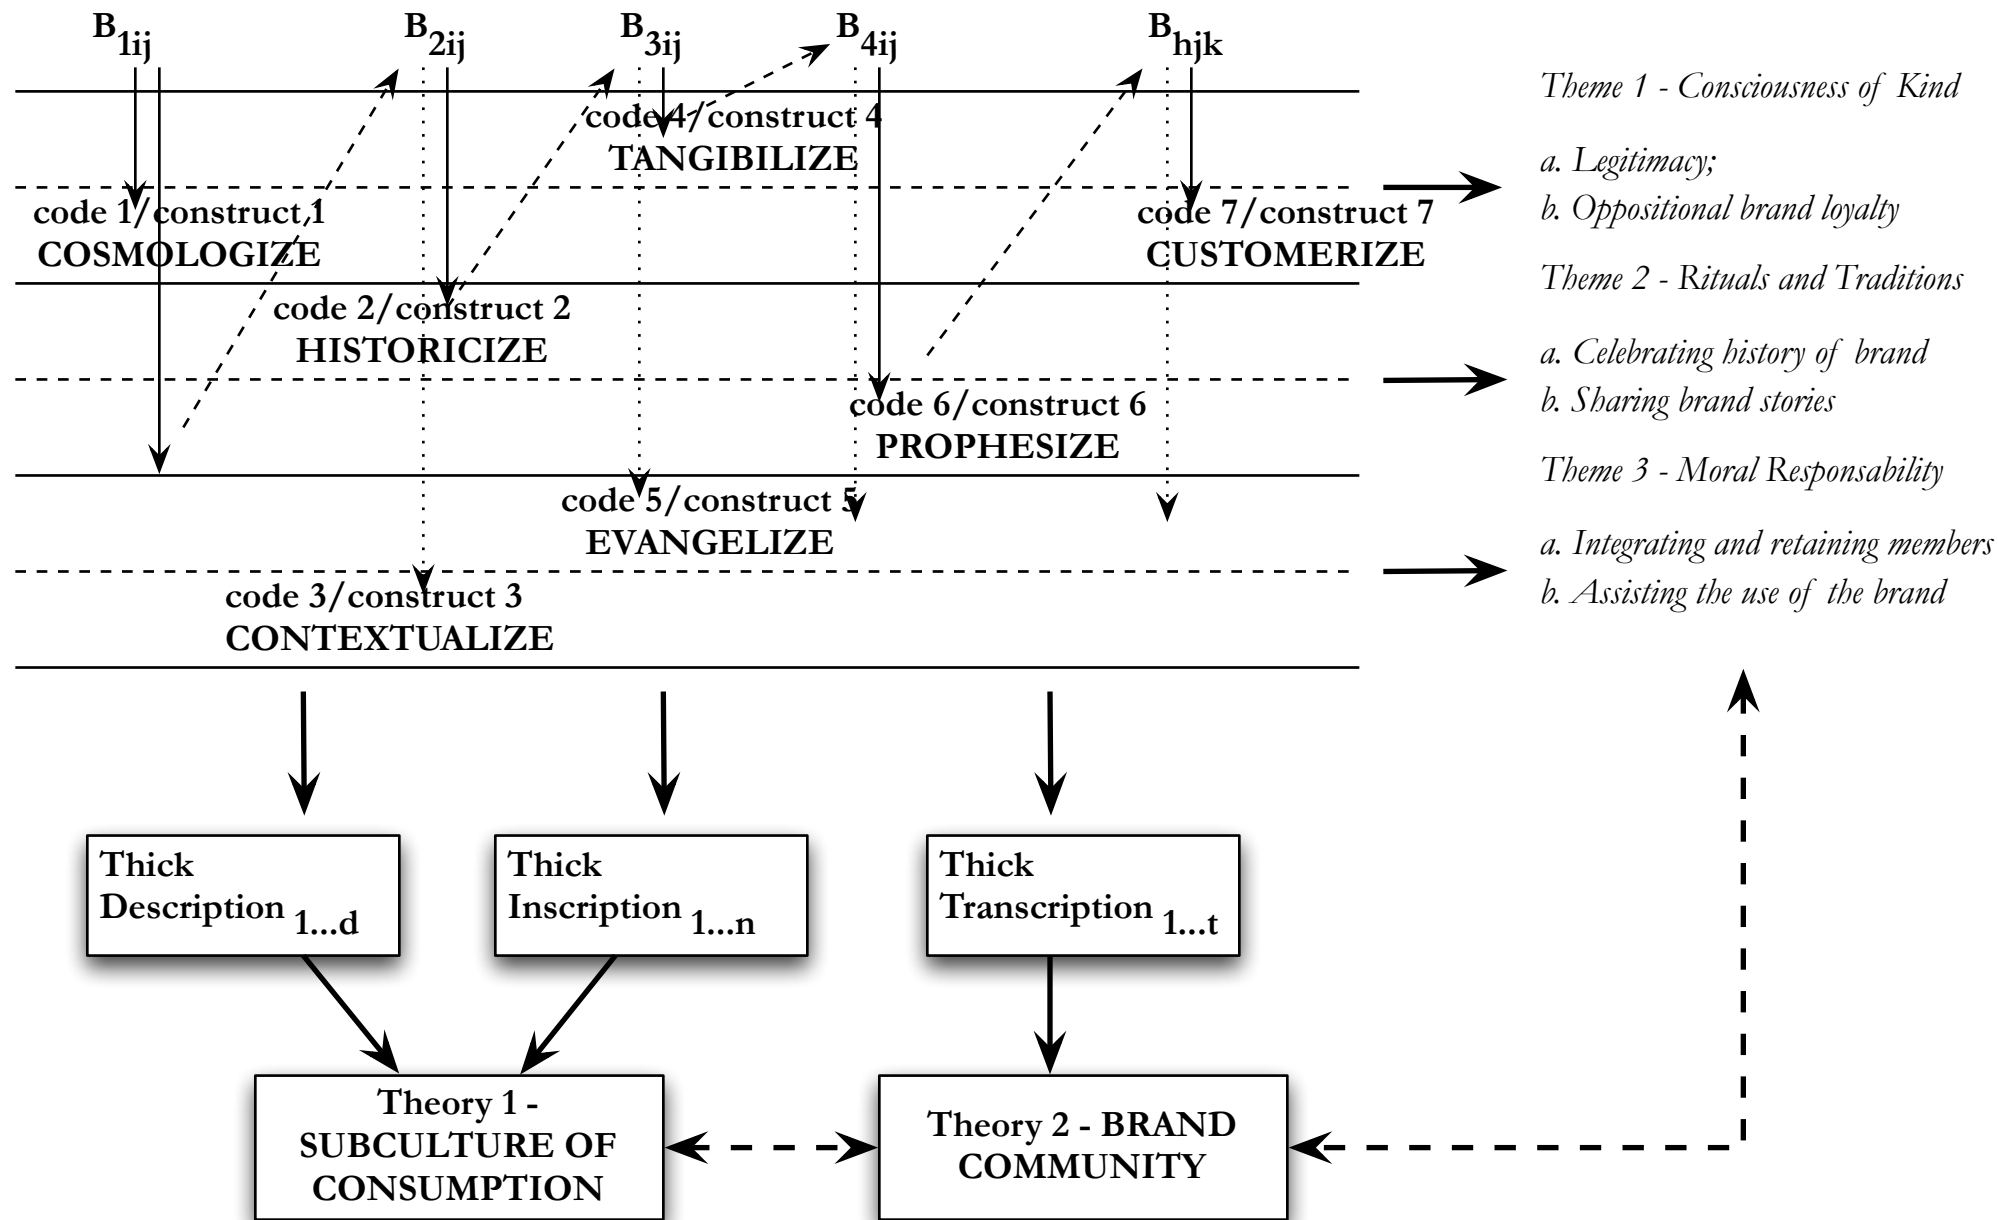 B1ij
B2ij
B3ij
B4ij
Bhjk
code 4/construct 4
TANGIBILIZE
code 1/construct 1
COSMOLOGIZE
code 7/construct 7
CUSTOMERIZE
code 2/construct 2
HISTORICIZE
code 6/construct 6
PROPHESIZE
code 5/construct 5
EVANGELIZE
code 3/construct 3
CONTEXTUALIZE
Theme 1 - Consciousness of Kind
a. Legitimacy;
b. Oppositional brand loyalty
Theme 2 - Rituals and Traditions
a. Celebrating history of brand
b. Sharing brand stories
Theme 3 - Moral Responsability
a. Integrating and retaining members
b. Assisting the use of the brand
Thick
Description 1...d
Thick
Inscription 1...n
Thick
Transcription 1...t
Theory 1 -
SUBCULTURE OF
CONSUMPTION
Theory 2 - BRAND
COMMUNITY